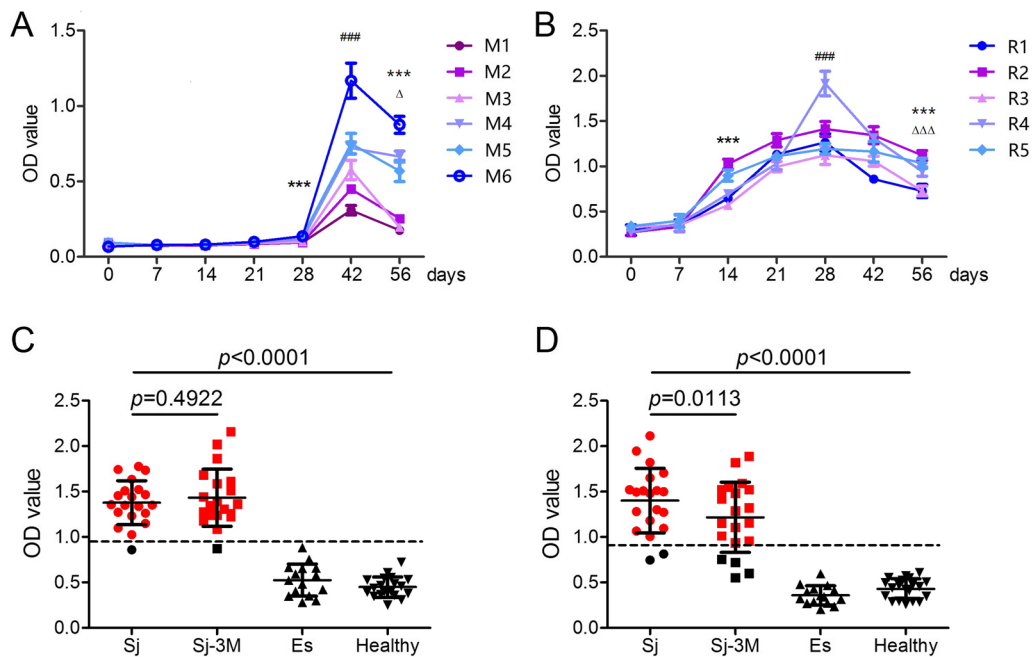 A
OD value
1.5
1.0
0.5
0.0
0 7 14 21 28 42 56 days
***
###
***
Δ
M1
M2
M3
M4
M5
M6
B
OD value
2.5
2.0
1.5
1.0
0.5
0.0
0 7 14 21 28 42 56 days
***
###
***
ΔΔΔ
R1
R2
R3
R4
R5
C
p<0.0001
p=0.4922
OD value
2.5
2.0
1.5
1.0
0.5
0.0
Sj Sj-3M Es Healthy
D
p<0.0001
p=0.0113
OD value
2.5
2.0
1.5
1.0
0.5
0.0
Sj Sj-3M Es Healthy